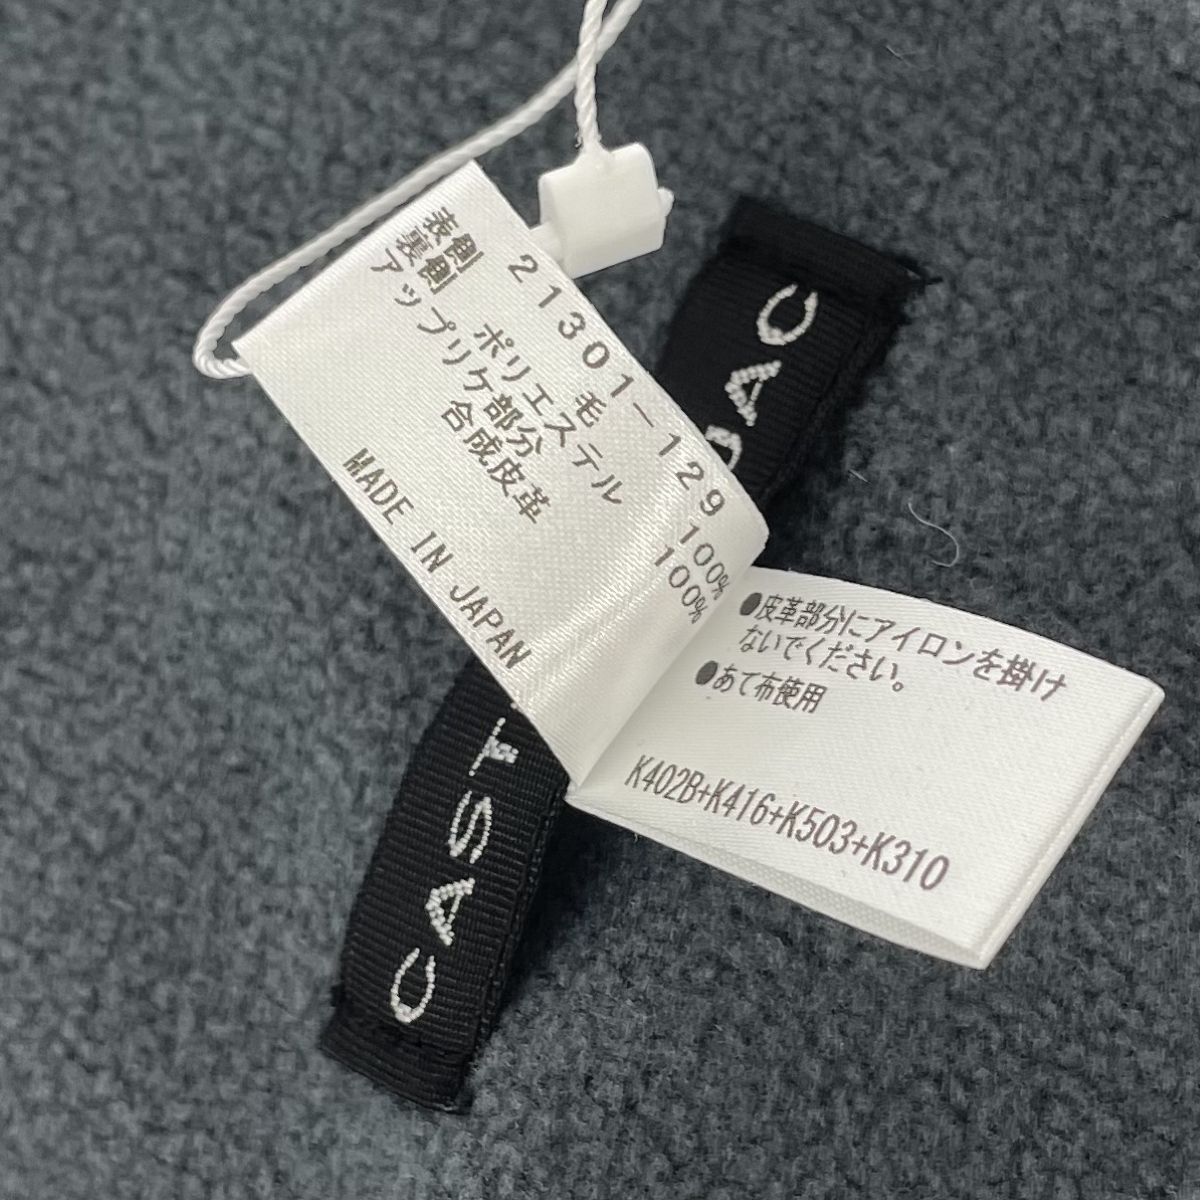 21301-129
表側 毛 100%
裏側 ポリエステル 100%
アップリケ部分
合成皮革
MADE IN JAPAN
●皮革部分にアイロンを掛け
ないでください。
●あて布使用
K402B+K416+K503+K310
CAST